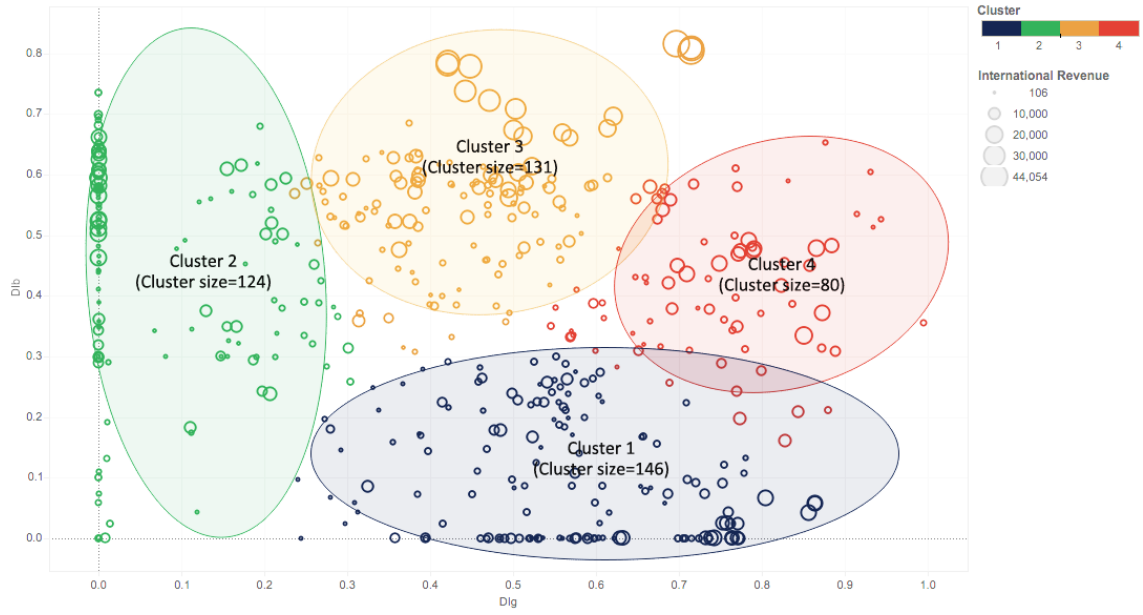 Cluster
1 2 3 4
International Revenue
106
10,000
20,000
30,000
44,054
0.8
0.7
0.6
0.5
0.4
0.3
0.2
0.1
0.0
DIb
Cluster 3
(Cluster size=131)
Cluster 2
(Cluster size=124)
Cluster 4
(Cluster size=80)
Cluster 1
(Cluster size=146)
0.0 0.1 0.2 0.3 0.4 0.5 0.6 0.7 0.8 0.9 1.0
DIg